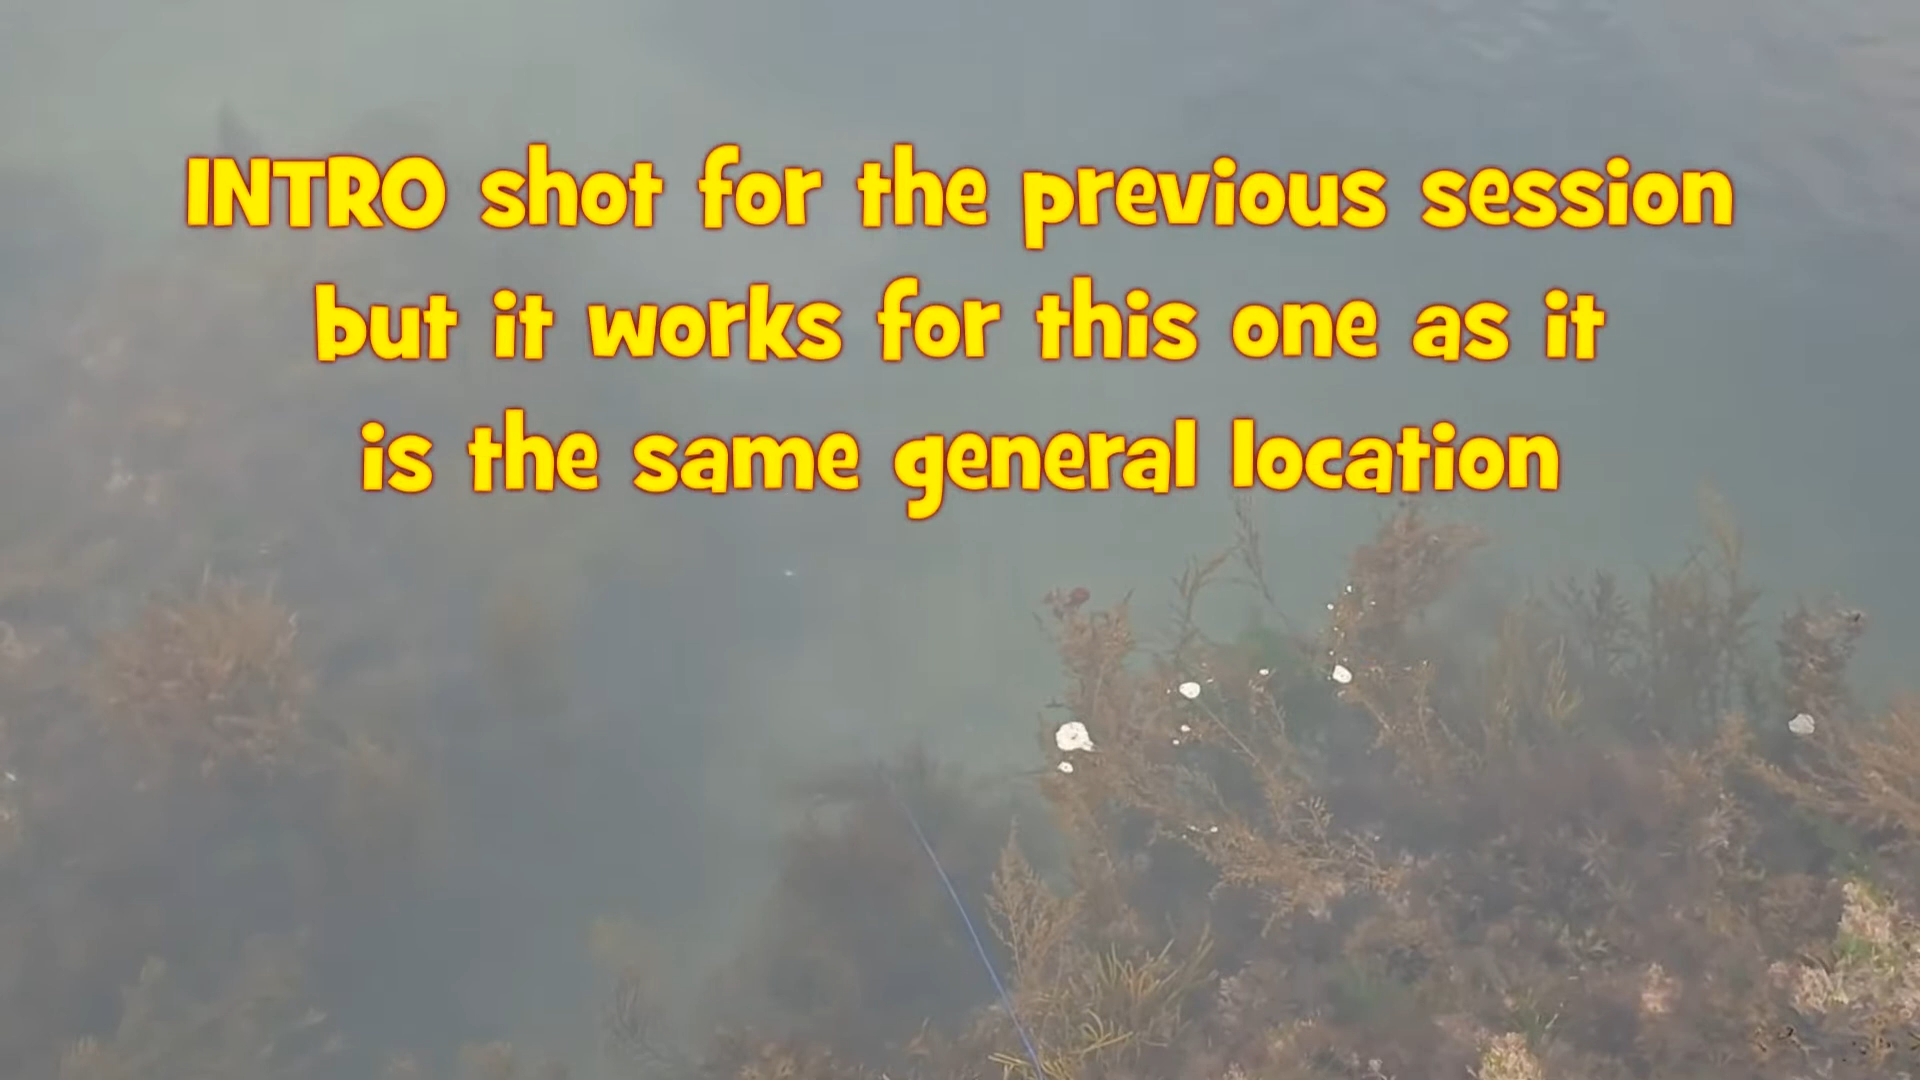 INTRO shot for the previous session
but it works for this one as it
is the same general location